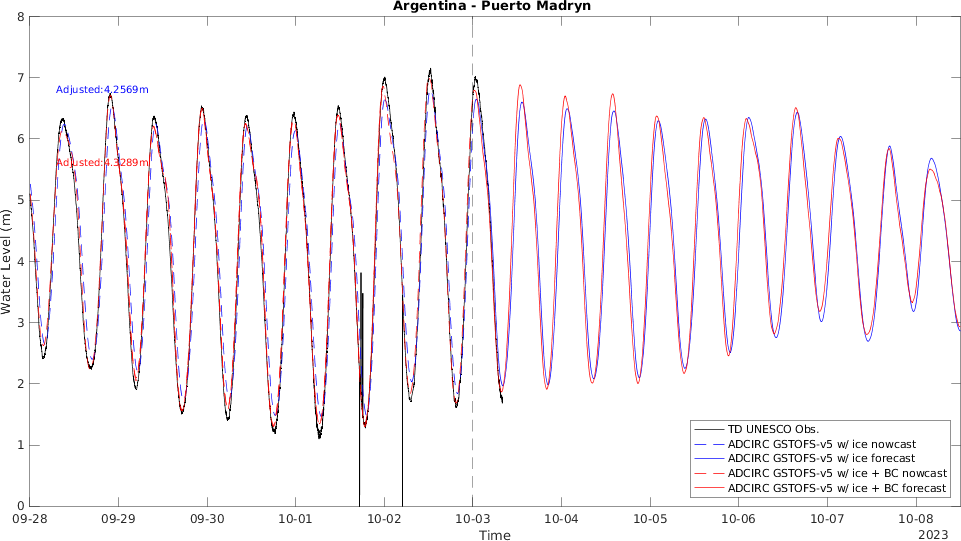 Argentina - Puerto Madryn
8
7
6
5
4
3
2
1
0
Water Level (m)
Adjusted:4.2569m
Adjusted:4.3289m
TD UNESCO Obs.
ADCIRC GSTOFS-v5 w/ ice nowcast
ADCIRC GSTOFS-v5 w/ ice forecast
ADCIRC GSTOFS-v5 w/ ice + BC nowcast
ADCIRC GSTOFS-v5 w/ ice + BC forecast
09-28 09-29 09-30 10-01 10-02 10-03 10-04 10-05 10-06 10-07 10-08
Time
2023